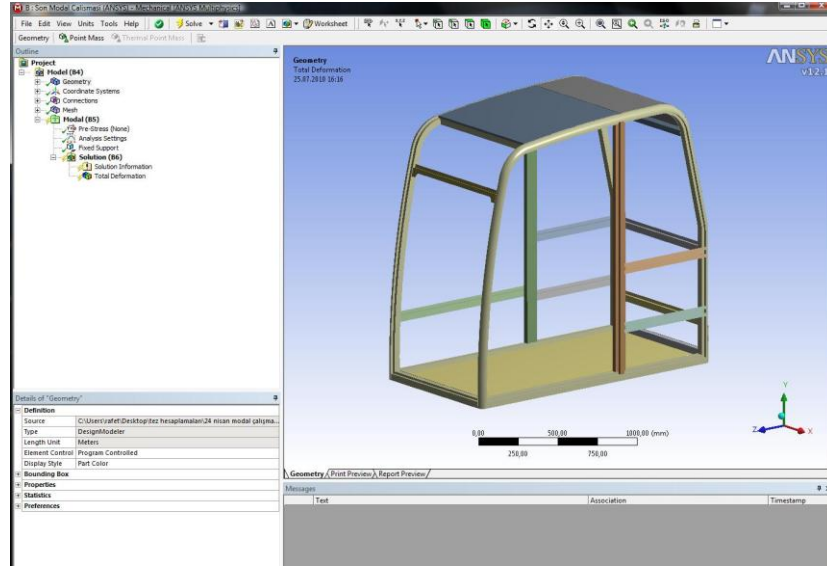 B : Son Modal Calismasi (ANSYS) - Mechanical [ANSYS Multiphysics]
File Edit View Units Tools Help Solve Worksheet
Geometry Point Mass Thermal Point Mass
Outline
Project
Model (B4)
Geometry
Coordinate Systems
Connections
Mesh
Modal (B5)
Pre-Stress (None)
Analysis Settings
Fixed Support
Solution (B6)
Solution Information
Total Deformation
Details of "Geometry"
Definition
Source C:\Users\rafet\Desktop\tez hesaplamaları\24 nisan modal çalışma...
Type DesignModeler
Length Unit Meters
Element Control Program Controlled
Display Style Part Color
Bounding Box
Properties
Statistics
Preferences
Geometry
Total Deformation
25.07.2010 16:16
ANSYS
v12.1
0,00 500,00 1000,00 (mm)
250,00 750,00
Y
Z X
Geometry Print Preview Report Preview
Messages
Text Association Timestamp